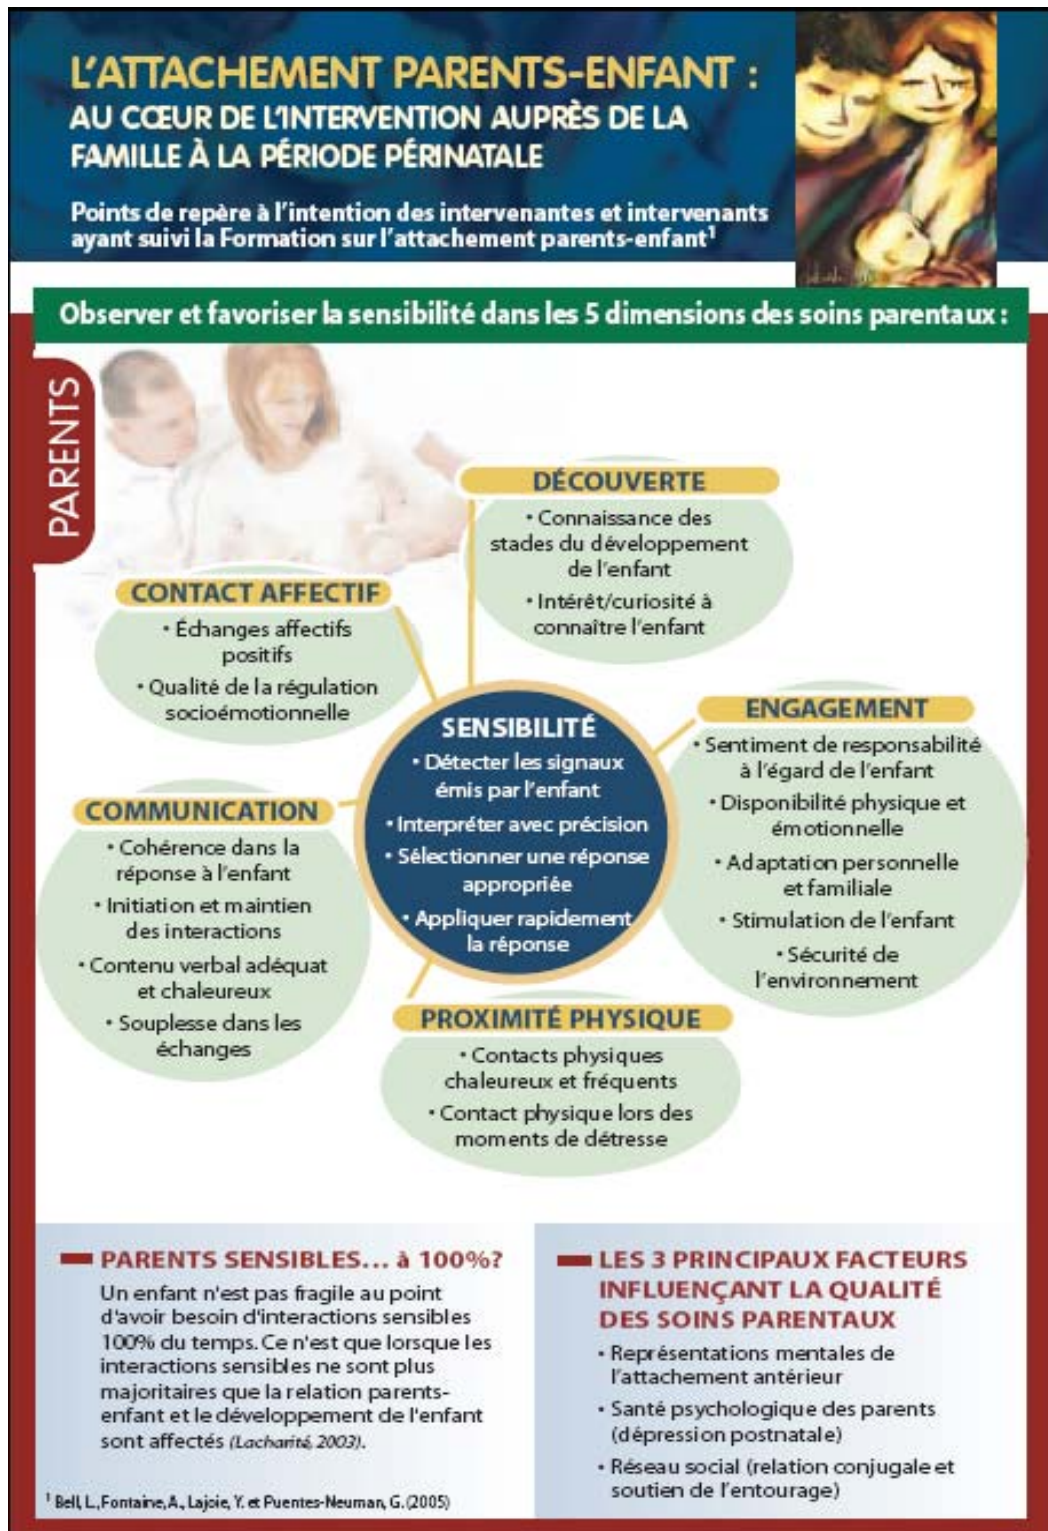 L'ATTACHEMENT PARENTS-ENFANT :
AU CŒUR DE L'INTERVENTION AUPRÈS DE LA
FAMILLE À LA PÉRIODE PÉRINATALE
Points de repère à l'intention des intervenantes et intervenants
ayant suivi la Formation sur l'attachement parents-enfant¹
Observer et favoriser la sensibilité dans les 5 dimensions des soins parentaux :
PARENTS
DÉCOUVERTE
• Connaissance des
stades du développement
de l'enfant
• Intérêt/curiosité à
connaître l'enfant
CONTACT AFFECTIF
• Échanges affectifs
positifs
• Qualité de la régulation
socioémotionnelle
SENSIBILITÉ
• Détecter les signaux
émis par l'enfant
• Interpréter avec précision
• Sélectionner une réponse
appropriée
• Appliquer rapidement
la réponse
ENGAGEMENT
• Sentiment de responsabilité
à l'égard de l'enfant
• Disponibilité physique et
émotionnelle
• Adaptation personnelle
et familiale
• Stimulation de l'enfant
• Sécurité de
l'environnement
COMMUNICATION
• Cohérence dans la
réponse à l'enfant
• Initiation et maintien
des interactions
• Contenu verbal adéquat
et chaleureux
• Souplesse dans les
échanges
PROXIMITÉ PHYSIQUE
• Contacts physiques
chaleureux et fréquents
• Contact physique lors des
moments de détresse
PARENTS SENSIBLES... à 100%?
Un enfant n'est pas fragile au point
d'avoir besoin d'interactions sensibles
100% du temps. Ce n'est que lorsque les
interactions sensibles ne sont plus
majoritaires que la relation parents-
enfant et le développement de l'enfant
sont affectés (Lacharité, 2003).
LES 3 PRINCIPAUX FACTEURS
INFLUENÇANT LA QUALITÉ
DES SOINS PARENTAUX
• Représentations mentales de
l'attachement antérieur
• Santé psychologique des parents
(dépression postnatale)
• Réseau social (relation conjugale et
soutien de l'entourage)
¹ Bell, L., Fontaine, A., Lajoie, Y. et Puentes-Neuman, G. (2005)